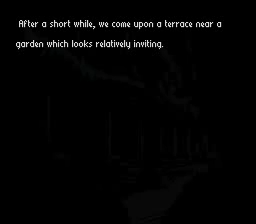 After a short while, we come upon a terrace near a
garden which looks relatively inviting.